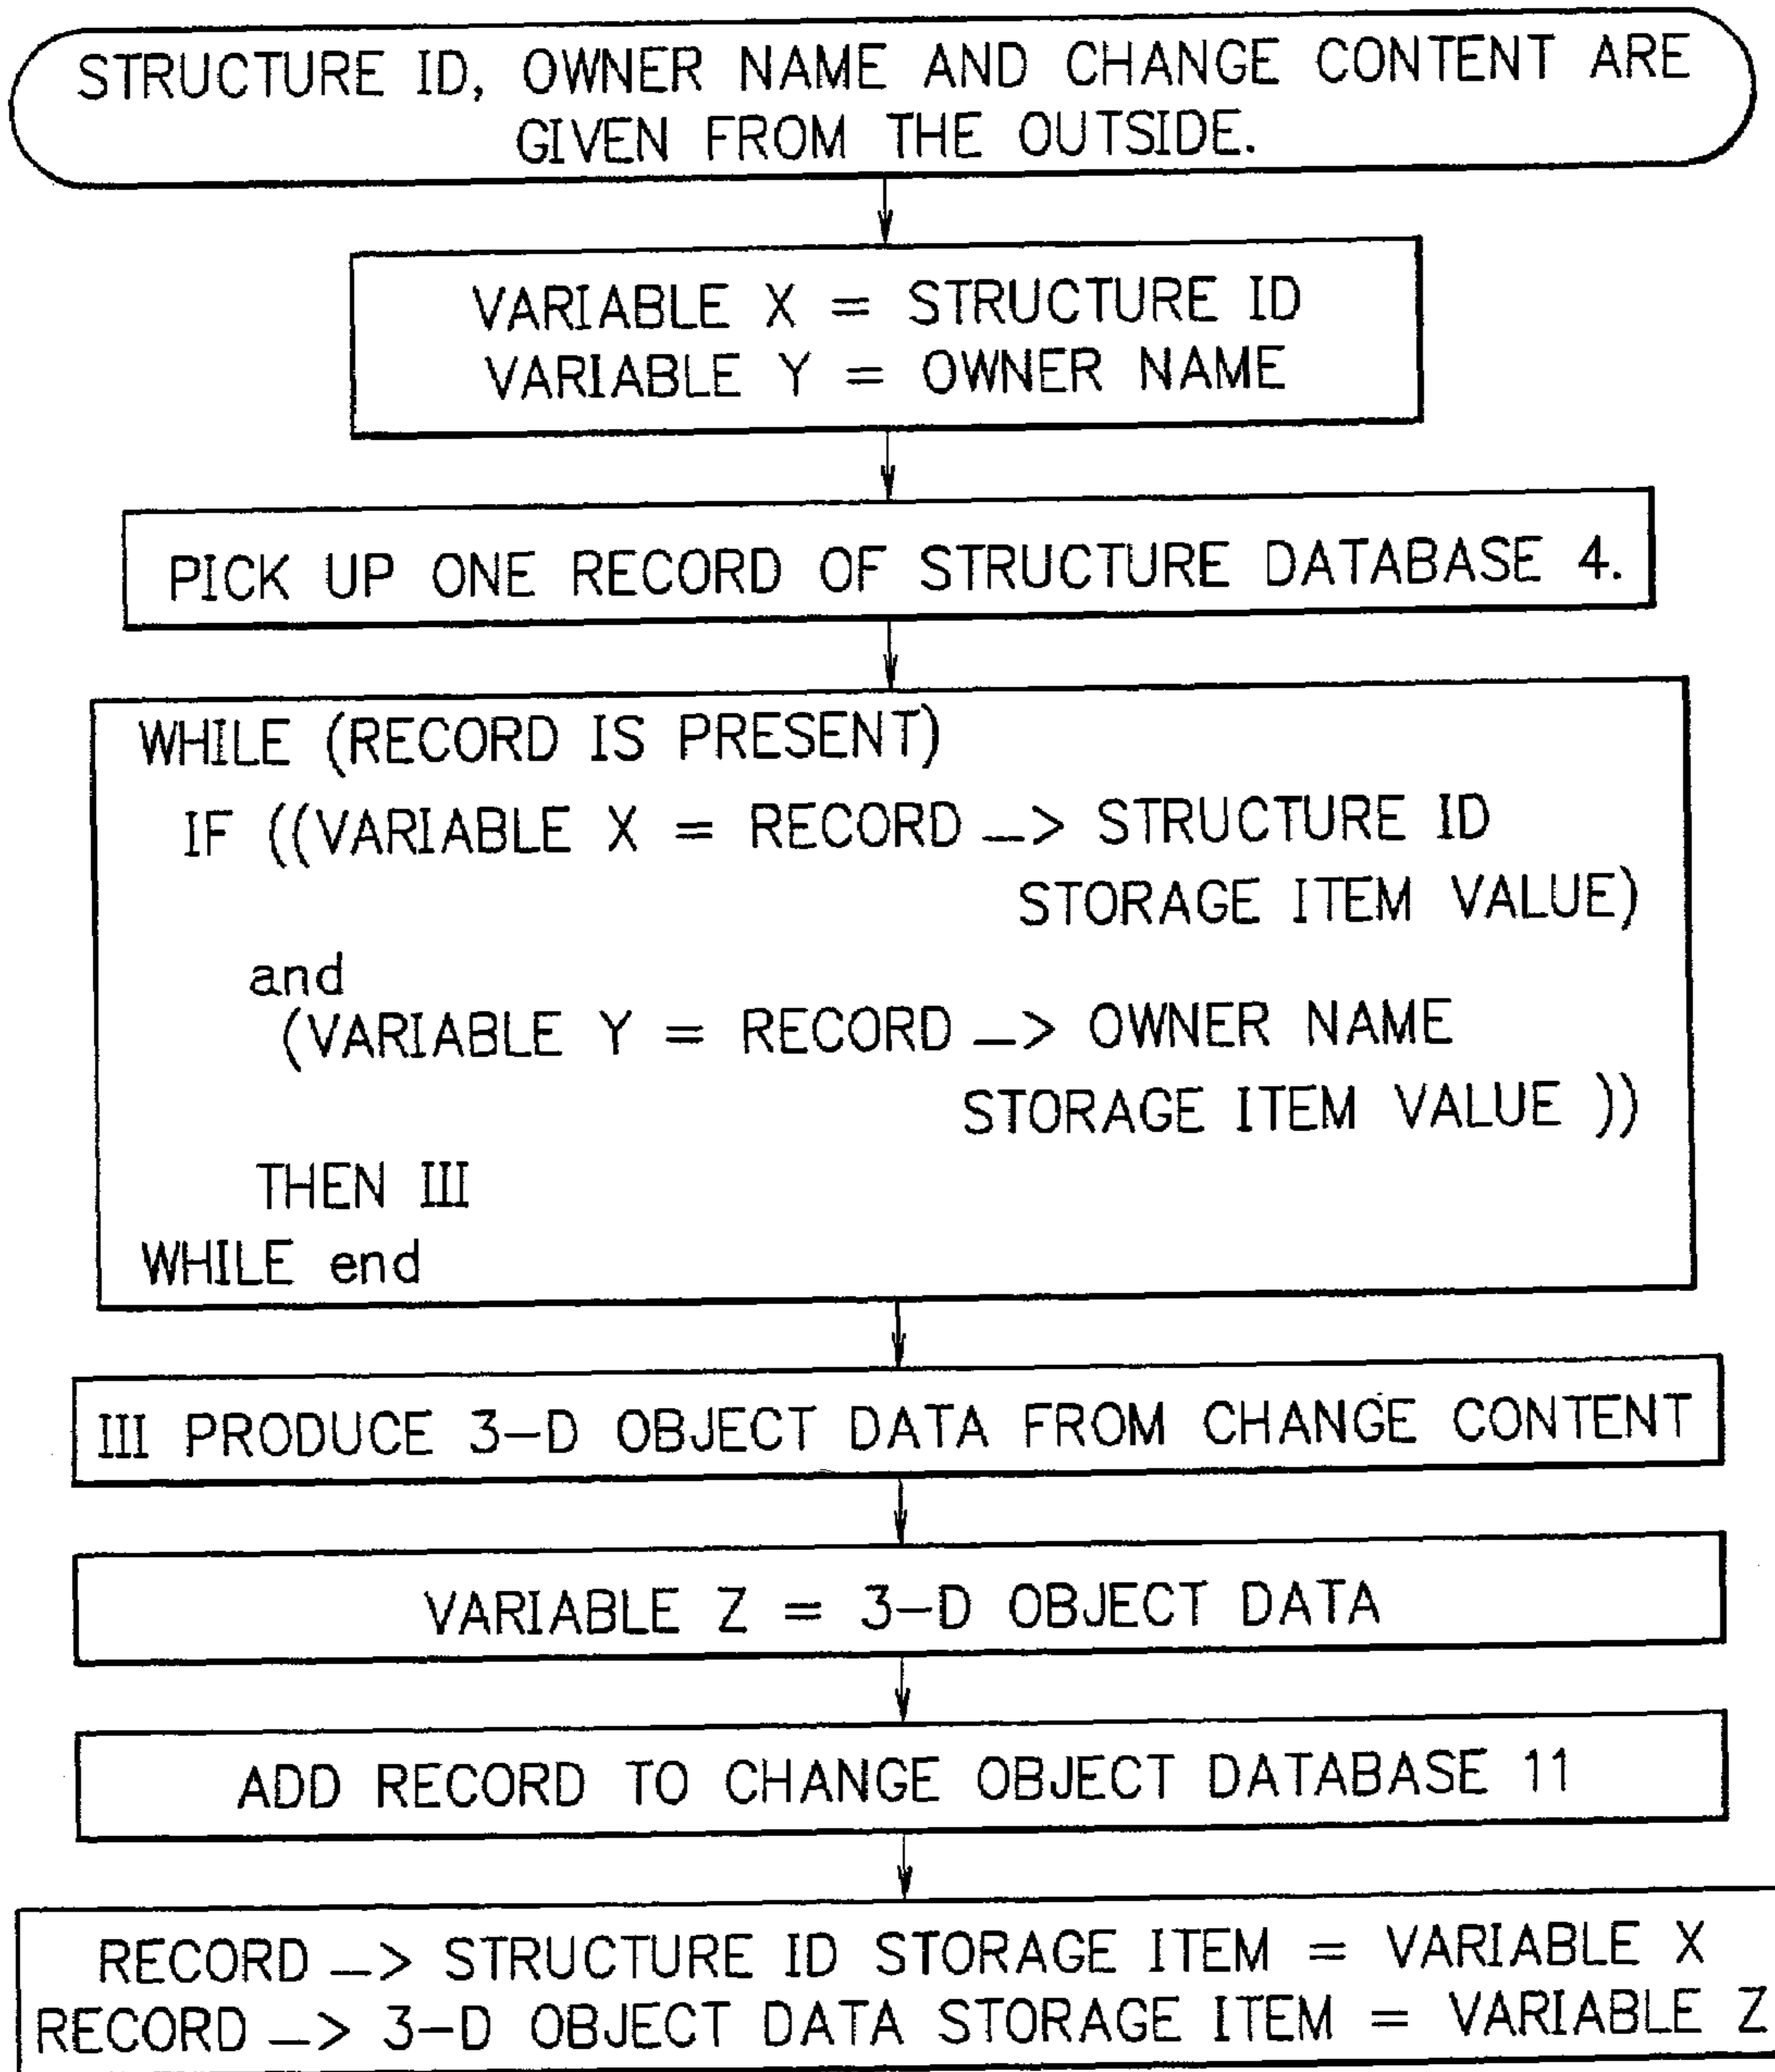 STRUCTURE ID, OWNER NAME AND CHANGE CONTENT ARE
GIVEN FROM THE OUTSIDE.
VARIABLE X = STRUCTURE ID
VARIABLE Y = OWNER NAME
PICK UP ONE RECORD OF STRUCTURE DATABASE 4.
WHILE (RECORD IS PRESENT)
IF ((VARIABLE X = RECORD —> STRUCTURE ID
STORAGE ITEM VALUE)
and
(VARIABLE Y = RECORD —> OWNER NAME
STORAGE ITEM VALUE ))
THEN III
WHILE end
III PRODUCE 3-D OBJECT DATA FROM CHANGE CONTENT
VARIABLE Z = 3-D OBJECT DATA
ADD RECORD TO CHANGE OBJECT DATABASE 11
RECORD —> STRUCTURE ID STORAGE ITEM = VARIABLE X
RECORD —> 3-D OBJECT DATA STORAGE ITEM = VARIABLE Z